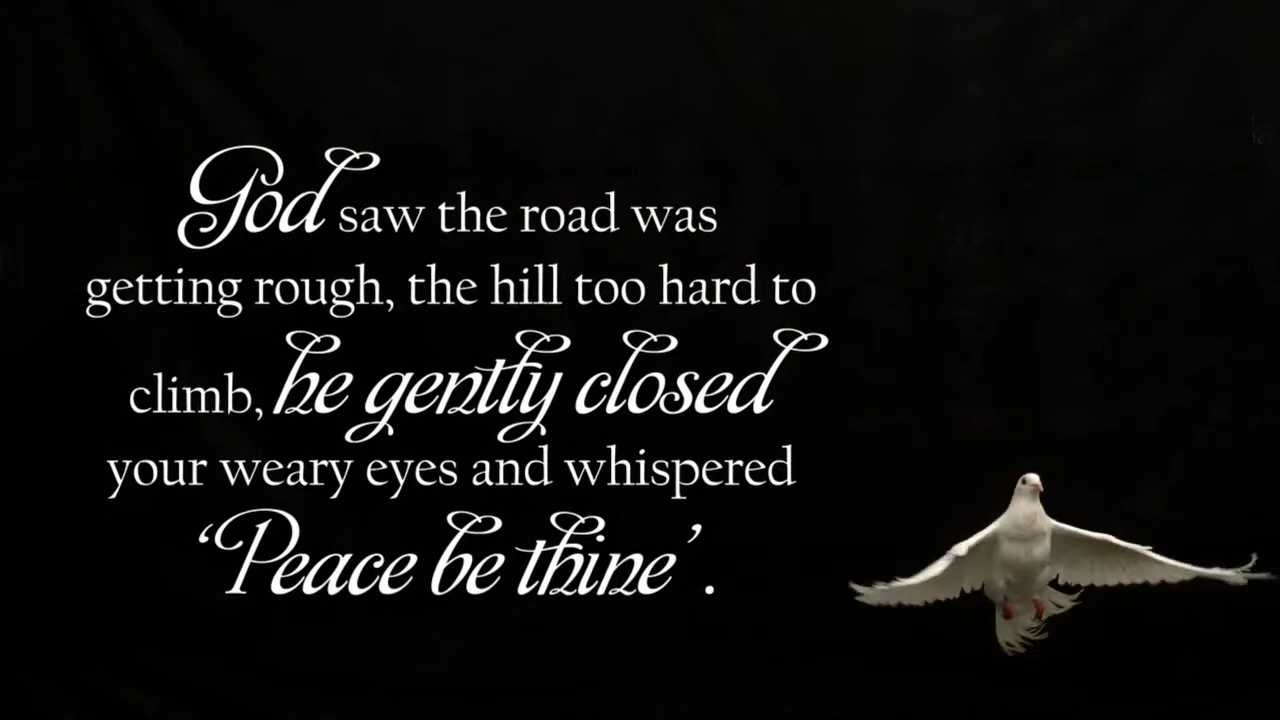 God saw the road was
getting rough, the hill too hard to
climb, he gently closed
your weary eyes and whispered
‘Peace be thine’.